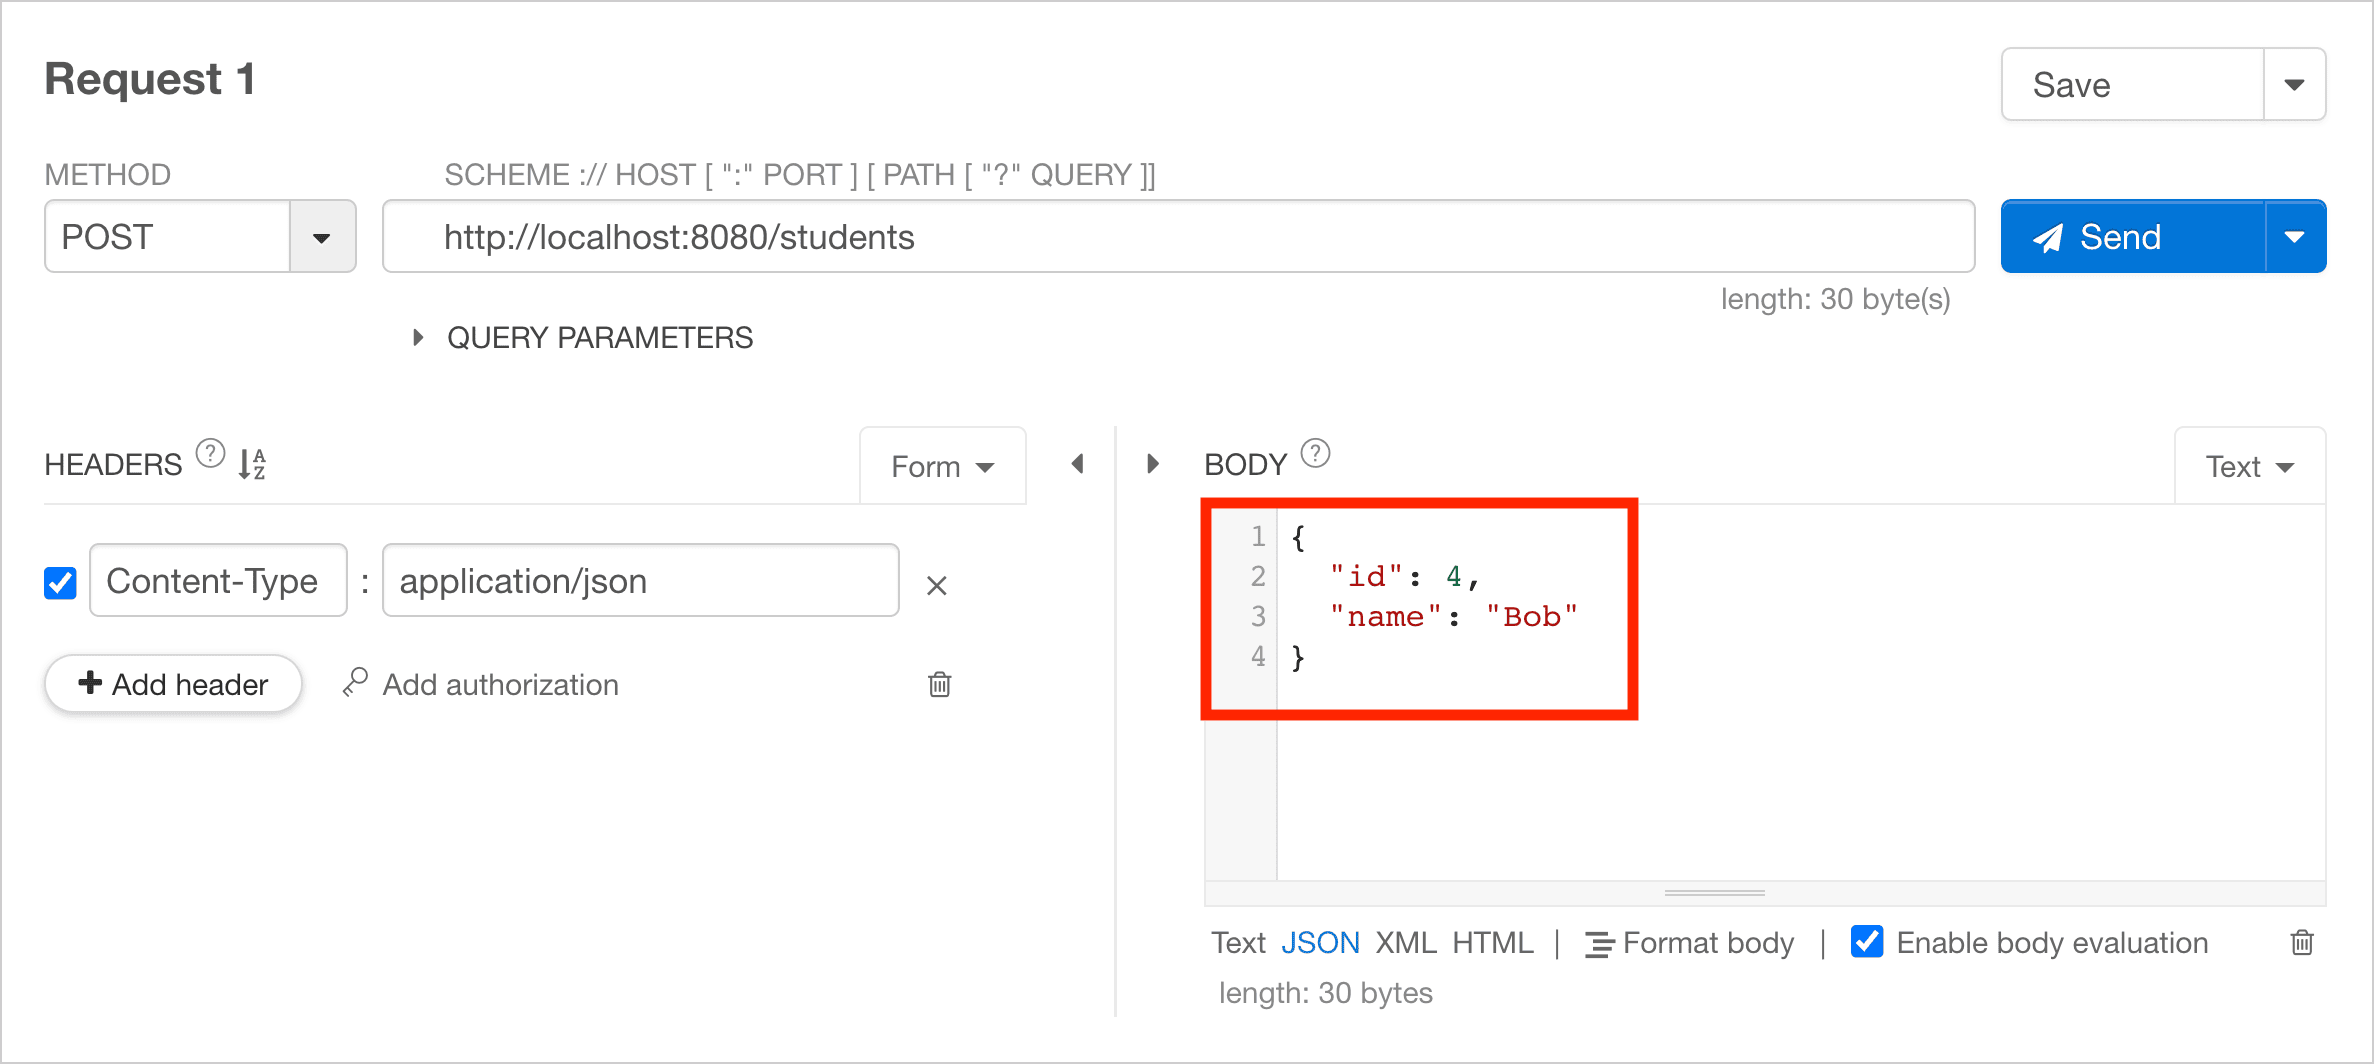 Request 1
Save
METHOD
SCHEME :// HOST [ ":" PORT ] [ PATH [ "?" QUERY ]]
POST
http://localhost:8080/students
Send
length: 30 byte(s)
QUERY PARAMETERS
HEADERS ? AZ
Form
BODY ?
Text
Content-Type : application/json
Add header
Add authorization
1 {
2 "id": 4,
3 "name": "Bob"
4 }
Text JSON XML HTML | Format body | Enable body evaluation
length: 30 bytes